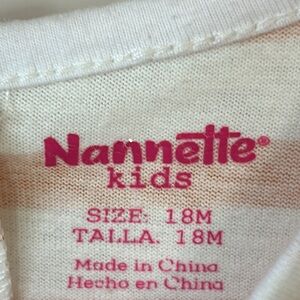 Nannette®
kids
SIZE: 18M
TALLA. 18M
Made in China
Hecho en China